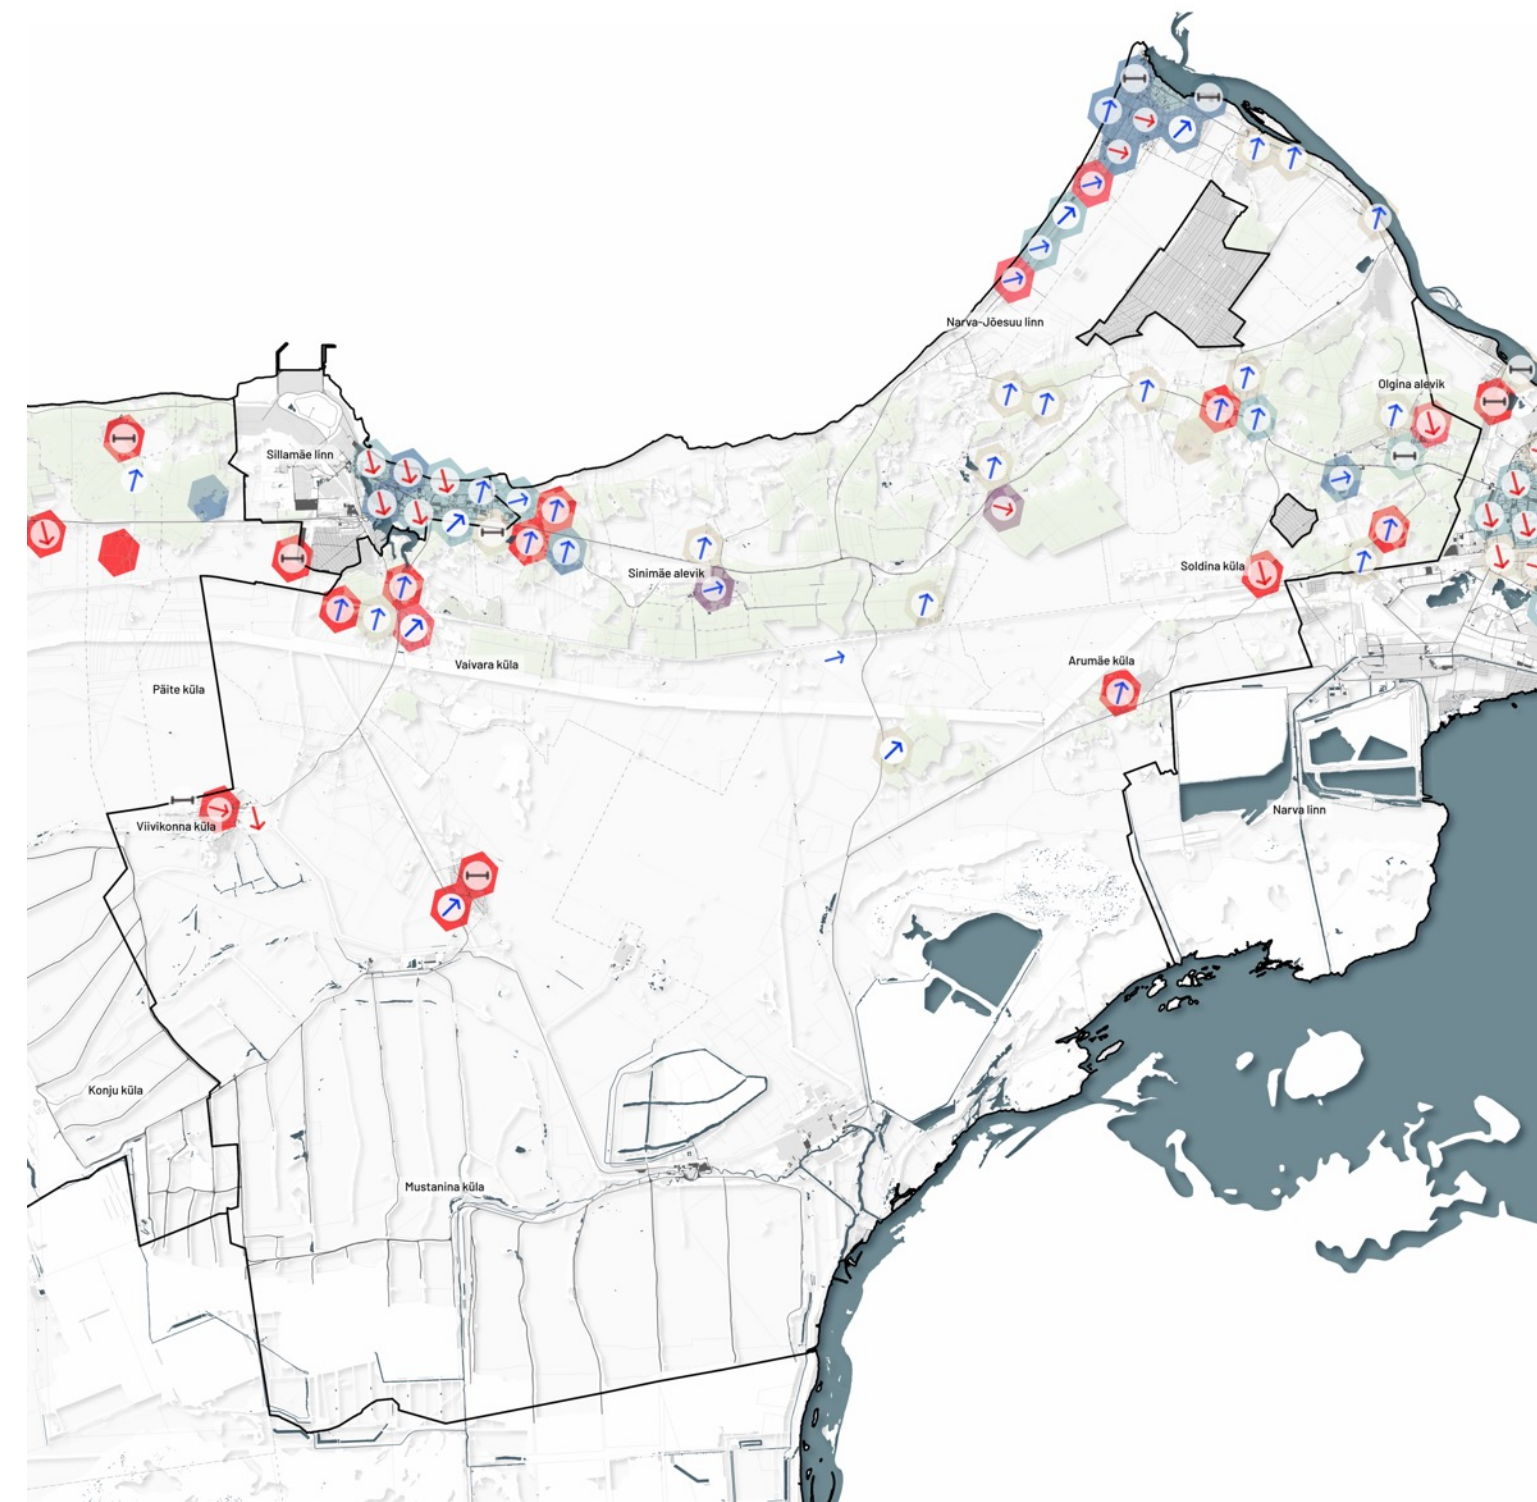 Narva-Jõesuu linn
Olgina alevik
Sillamäe linn
Sinimäe alevik
Soldina küla
Vaivara küla
Arumäe küla
Päite küla
Narva linn
Viivikonna küla
Konju küla
Mustanina küla